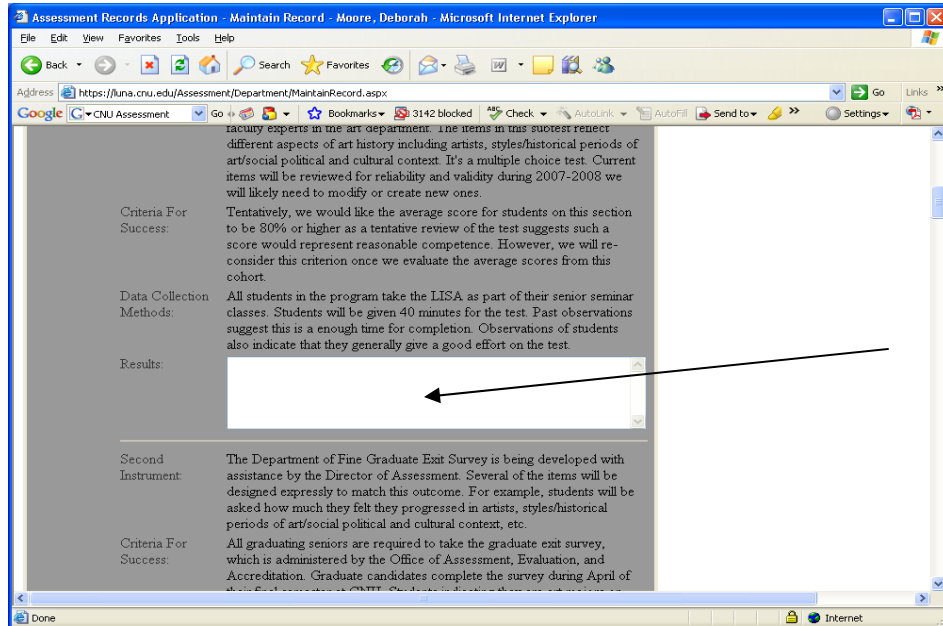 Assessment Records Application - Maintain Record - Moore, Deborah - Microsoft Internet Explorer
File Edit View Favorites Tools Help
Back Search Favorites
Address https://luna.cnu.edu/Assessment/Department/MaintainRecord.aspx Go Links »
Google G CNU Assessment Go Bookmarks 3142 blocked Check AutoLink AutoFill Send to Settings
faculty experts in the art department. The items in this subtest reflect
different aspects of art history including artists, styles/historical periods of
art/social political and cultural context. It's a multiple choice test. Current
items will be reviewed for reliability and validity during 2007-2008 we
will likely need to modify or create new ones.
Criteria For Tentatively, we would like the average score for students on this section
Success: to be 80% or higher as a tentative review of the test suggests such a
score would represent reasonable competence. However, we will re-
consider this criterion once we evaluate the average scores from this
cohort.
Data Collection All students in the program take the LISA as part of their senior seminar
Methods: classes. Students will be given 40 minutes for the test. Past observations
suggest this is a enough time for completion. Observations of students
also indicate that they generally give a good effort on the test.
Results:
Second The Department of Fine Graduate Exit Survey is being developed with
Instrument: assistance by the Director of Assessment. Several of the items will be
designed expressly to match this outcome. For example, students will be
asked how much they felt they progressed in artists, styles/historical
periods of art/social political and cultural context, etc.
Criteria For All graduating seniors are required to take the graduate exit survey,
Success: which is administered by the Office of Assessment, Evaluation, and
Accreditation. Graduate candidates complete the survey during April of
Done Internet